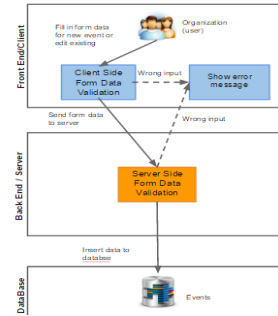 Fill in form data
for new event or
edit existing
Organization
(user)
Front End/Client
Client Side
Form Data
Validation
Wrong input
Show error
message
Send form data
to server
Wrong input
Back End / Server
Server Side
Form Data
Validation
Insert data to
databse
DataBase
Events